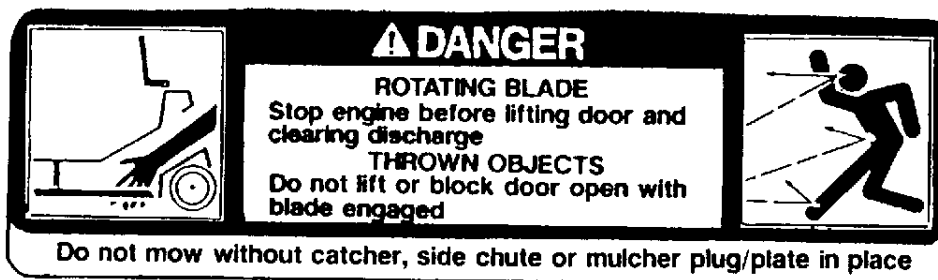 ⚠ DANGER
ROTATING BLADE
Stop engine before lifting door and
clearing discharge
THROWN OBJECTS
Do not lift or block door open with
blade engaged
Do not mow without catcher, side chute or mulcher plug/plate in place